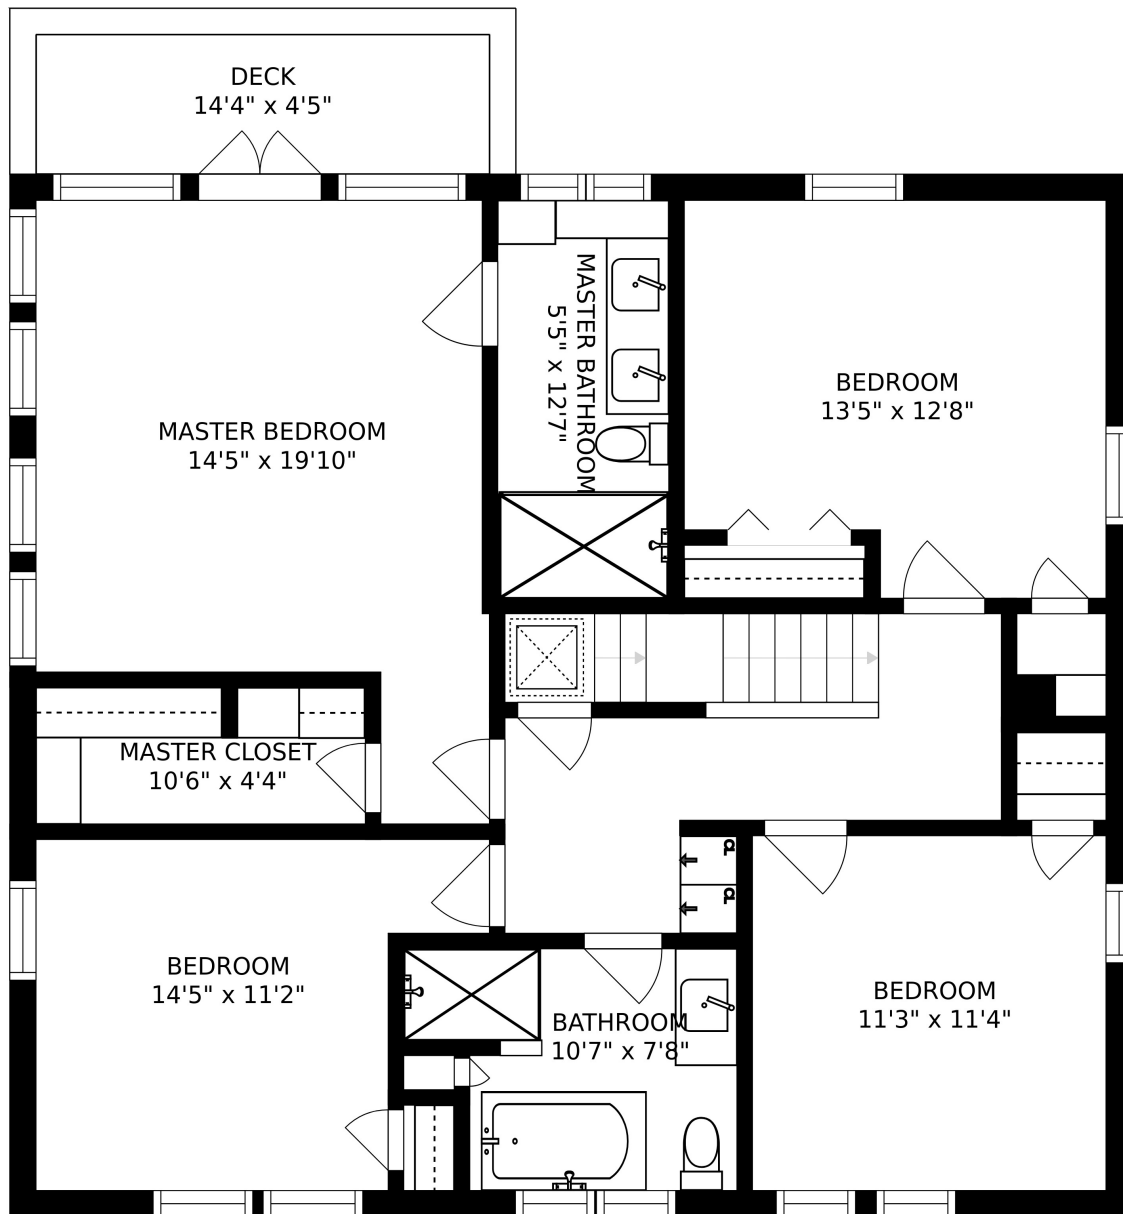 DECK
14'4" x 4'5"
MASTER BATHROOM
5'5" x 12'7"
BEDROOM
13'5" x 12'8"
MASTER BEDROOM
14'5" x 19'10"
MASTER CLOSET
10'6" x 4'4"
CL
CL
BEDROOM
14'5" x 11'2"
BEDROOM
11'3" x 11'4"
BATHROOM
10'7" x 7'8"